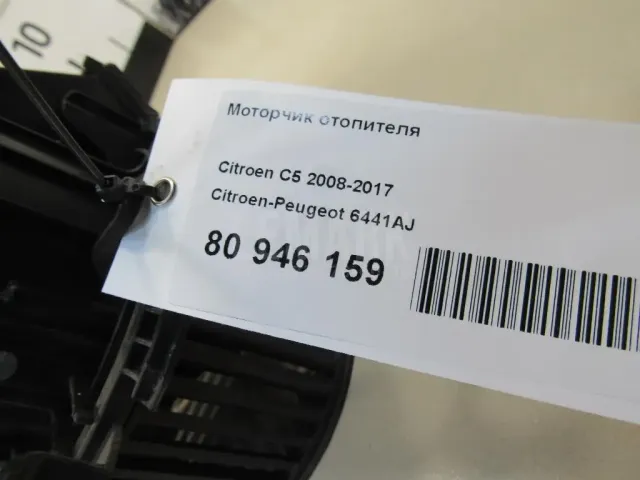 10
Моторчик отопителя
Citroen C5 2008-2017
Citroen-Peugeot 6441AJ
80 946 159